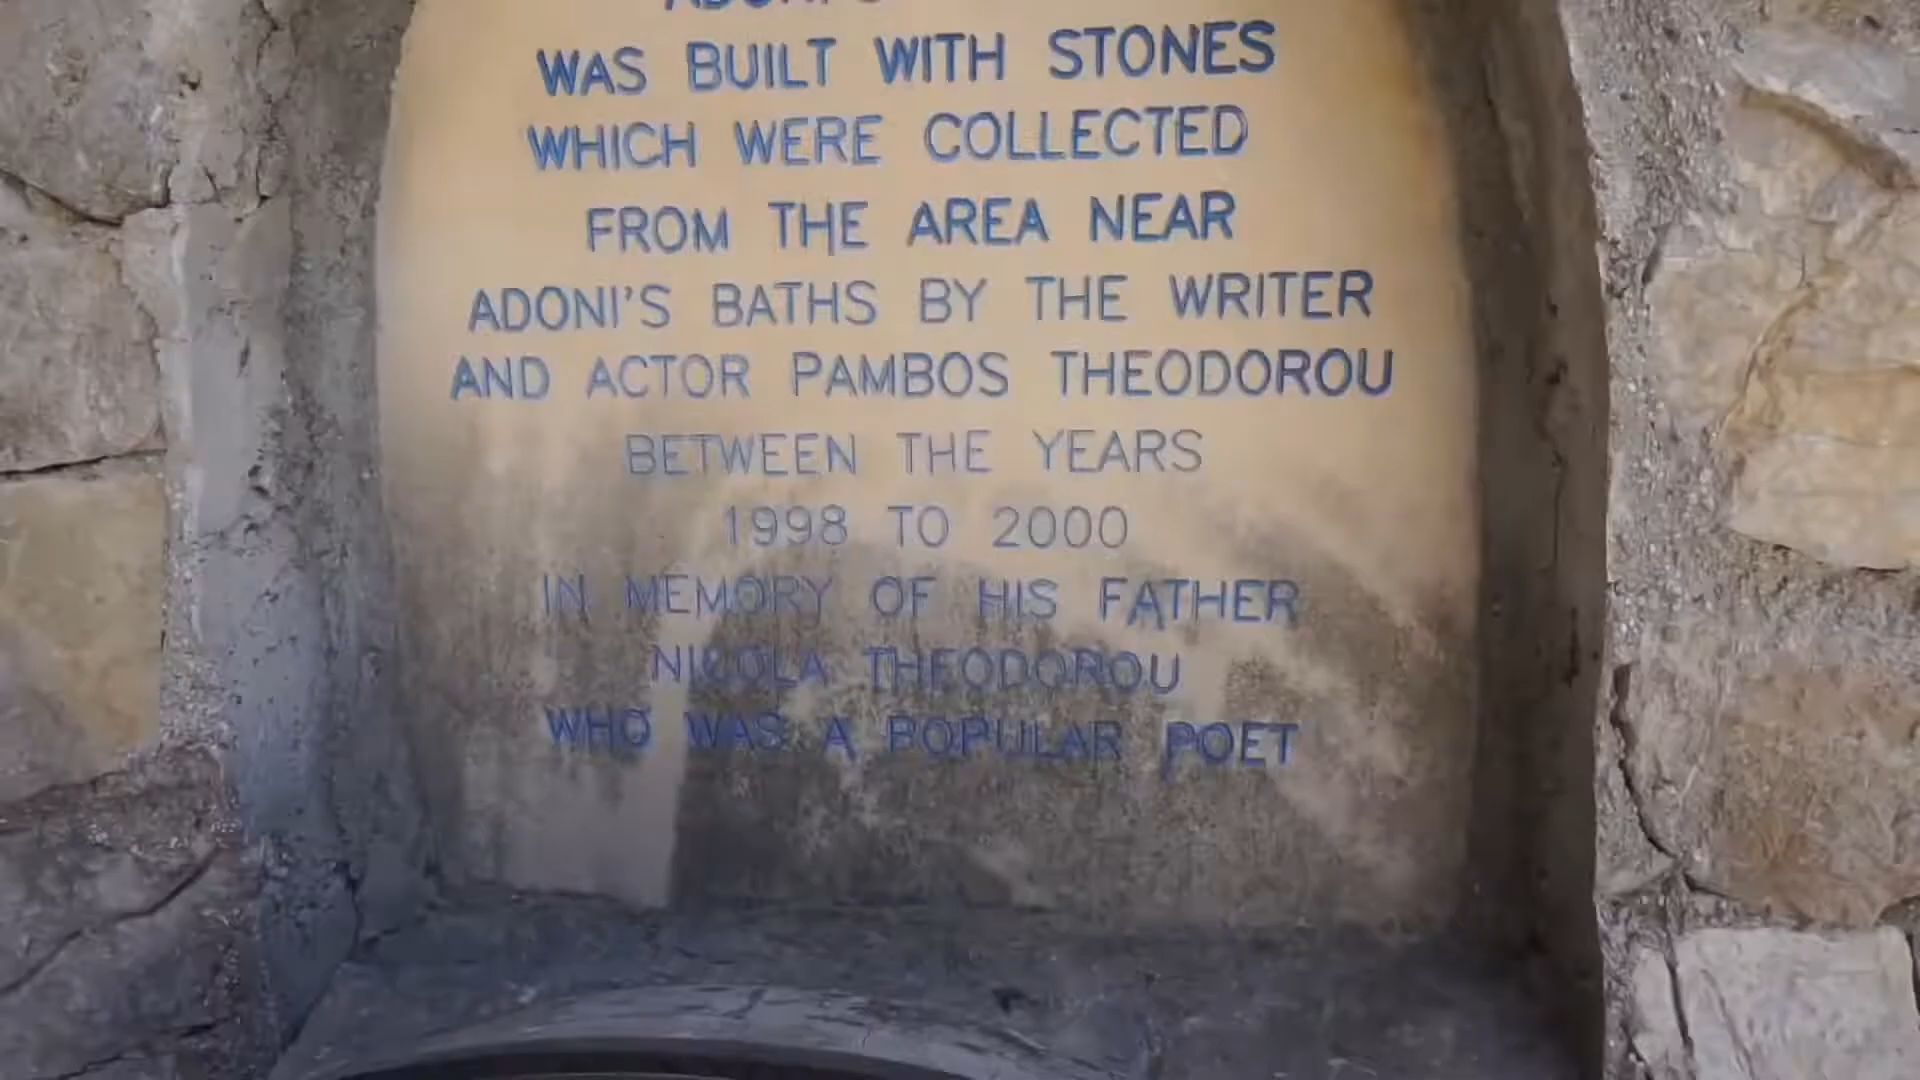 WAS BUILT WITH STONES
WHICH WERE COLLECTED
FROM THE AREA NEAR
ADONI'S BATHS BY THE WRITER
AND ACTOR PAMBOS THEODOROU
BETWEEN THE YEARS
1998 TO 2000
IN MEMORY OF HIS FATHER
NICOLA THEODOROU
WHO WAS A POPULAR POET